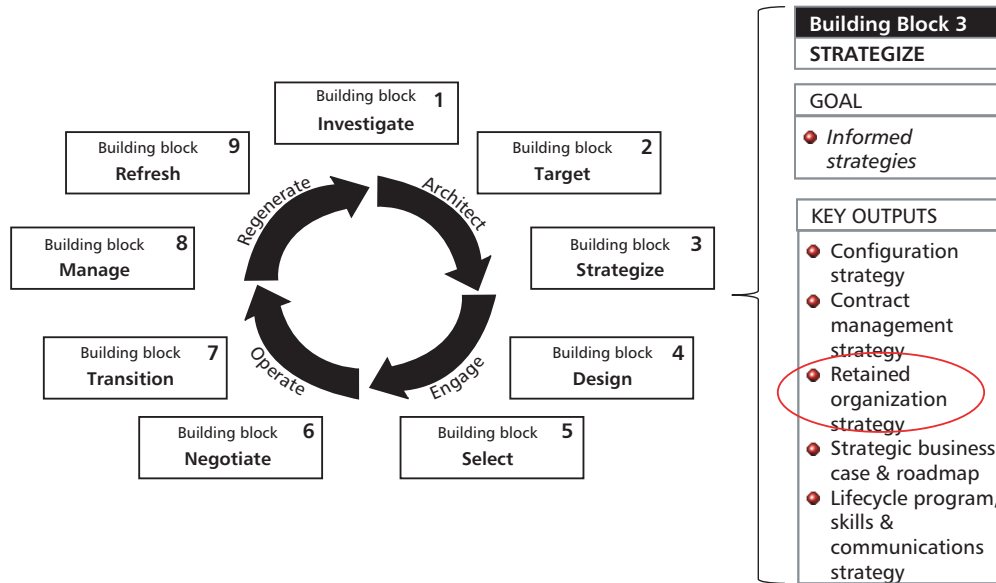 Building block 1
Investigate
Building block 2
Target
Building block 3
Strategize
Building block 4
Design
Building block 5
Select
Building block 6
Negotiate
Building block 7
Transition
Building block 8
Manage
Building block 9
Refresh
Architect
Engage
Operate
Regenerate
Building Block 3
STRATEGIZE
GOAL
Informed
strategies
KEY OUTPUTS
Configuration
strategy
Contract
management
strategy
Retained
organization
strategy
Strategic business
case & roadmap
Lifecycle program,
skills &
communications
strategy